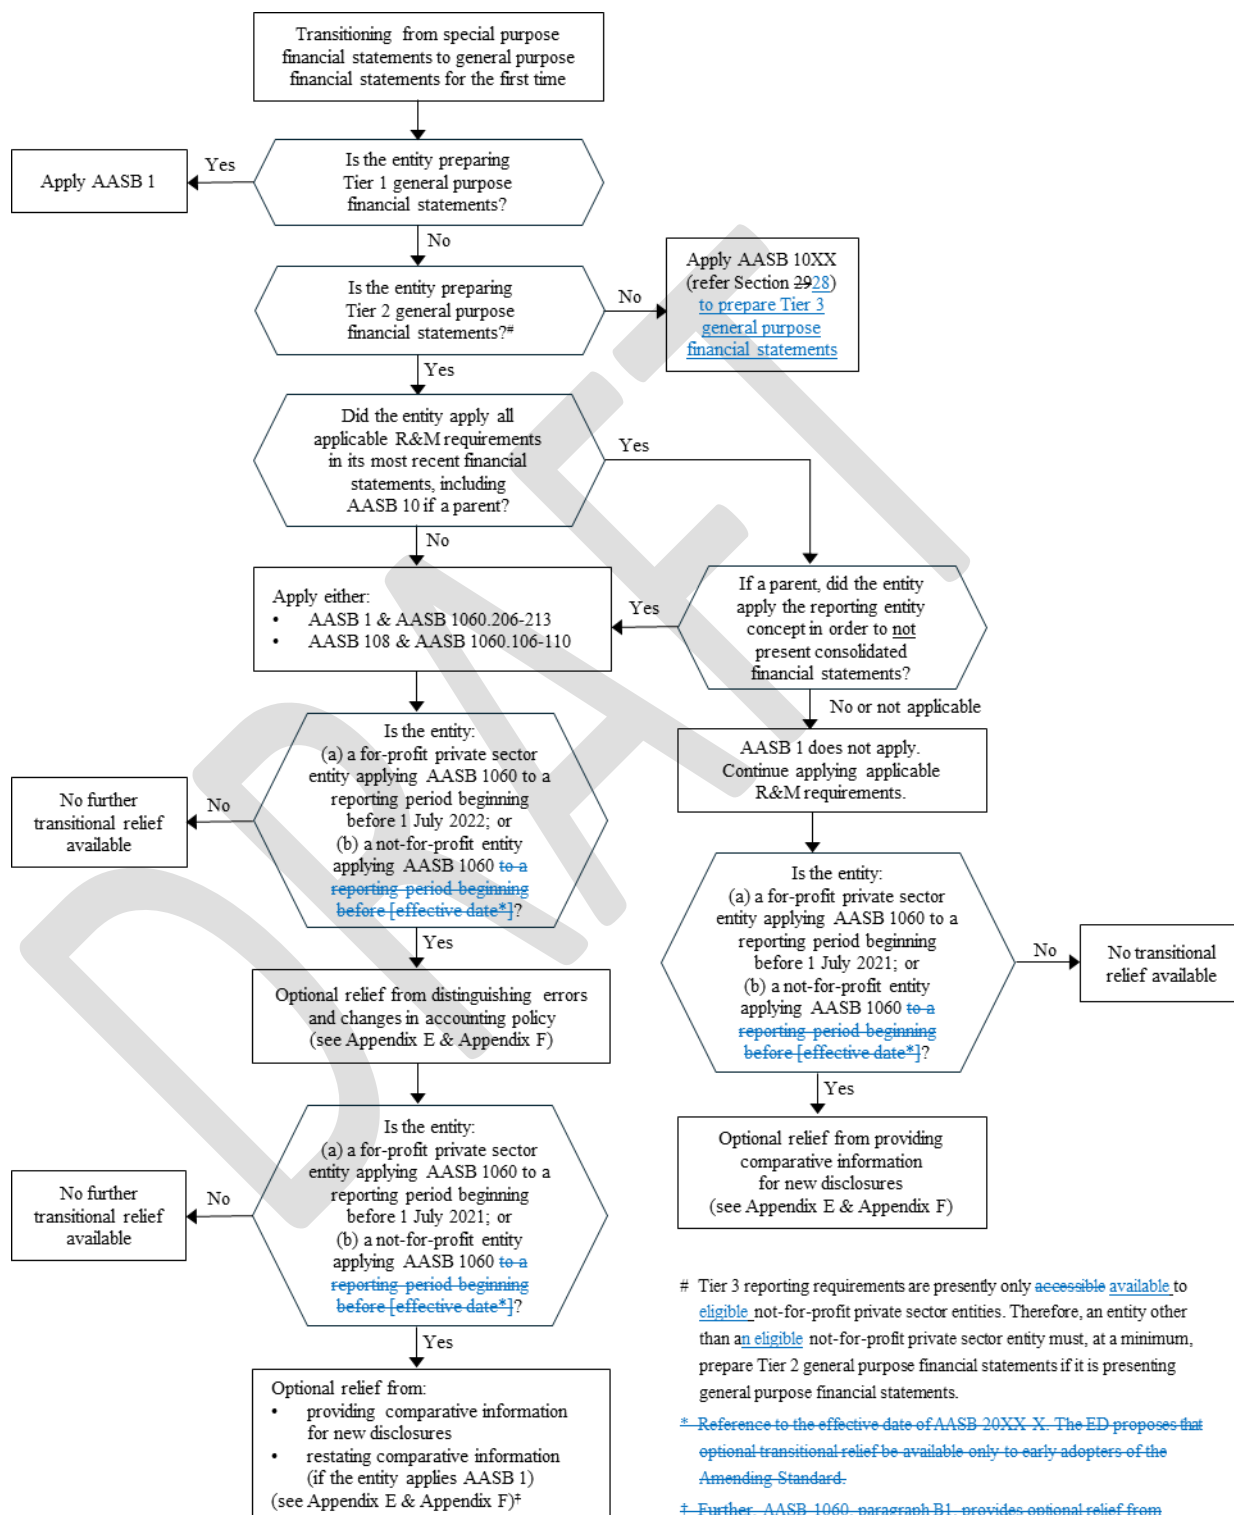 Transitioning from special purpose
financial statements to general purpose
financial statements for the first time
Is the entity preparing
Tier 1 general purpose
financial statements?
Yes
Apply AASB 1
No
Is the entity preparing
Tier 2 general purpose
financial statements?#
No
Apply AASB 10XX
(refer Section 2928)
to prepare Tier 3
general purpose
financial statements
Yes
Did the entity apply all
applicable R&M requirements
in its most recent financial
statements, including
AASB 10 if a parent?
Yes
No
If a parent, did the entity
apply the reporting entity
concept in order to not
present consolidated
financial statements?
Yes
Apply either:
• AASB 1 & AASB 1060.206-213
• AASB 108 & AASB 1060.106-110
No or not applicable
AASB 1 does not apply.
Continue applying applicable
R&M requirements.
Is the entity:
(a) a for-profit private sector
entity applying AASB 1060 to a
reporting period beginning
before 1 July 2022; or
(b) a not-for-profit entity
applying AASB 1060 to a
reporting period beginning
before [effective date*]?
No
No further
transitional relief
available
Yes
Is the entity:
(a) a for-profit private sector
entity applying AASB 1060 to a
reporting period beginning
before 1 July 2021; or
(b) a not-for-profit entity
applying AASB 1060 to a
reporting period beginning
before [effective date*]?
No
No transitional
relief available
Yes
Optional relief from distinguishing errors
and changes in accounting policy
(see Appendix E & Appendix F)
Optional relief from providing
comparative information
for new disclosures
(see Appendix E & Appendix F)
Is the entity:
(a) a for-profit private sector
entity applying AASB 1060 to a
reporting period beginning
before 1 July 2021; or
(b) a not-for-profit entity
applying AASB 1060 to a
reporting period beginning
before [effective date*]?
No
No further
transitional relief
available
Yes
Optional relief from:
• providing comparative information
for new disclosures
• restating comparative information
(if the entity applies AASB 1)
(see Appendix E & Appendix F)‡
# Tier 3 reporting requirements are presently only accessible available to
eligible not-for-profit private sector entities. Therefore, an entity other
than an eligible not-for-profit private sector entity must, at a minimum,
prepare Tier 2 general purpose financial statements if it is presenting
general purpose financial statements.
* Reference to the effective date of AASB 20XX-X. The ED proposes that
optional transitional relief be available only to early adopters of the
Amending Standard.
‡ Further, AASB 1060, paragraph B1, provides optional relief from
DRAFT